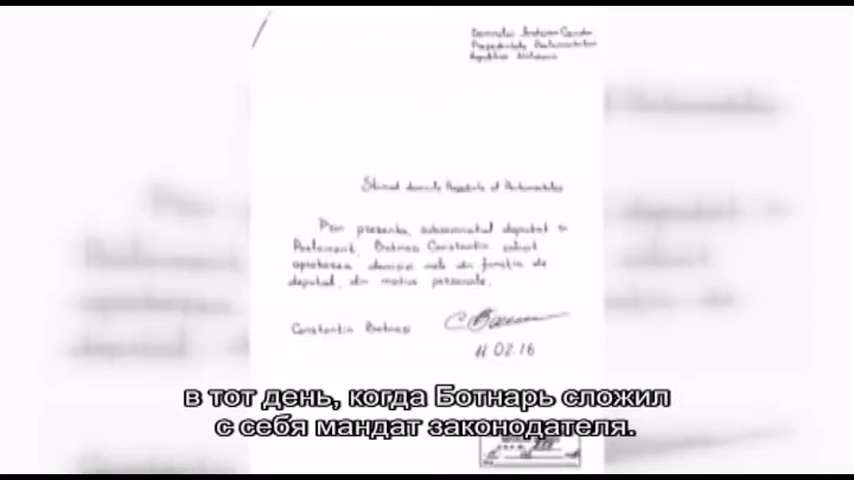 Domnului Andrian Candu
Președintele Parlamentului
Republicii Moldova
Stimate domnule Președinte al Parlamentului
Prin prezenta, subsemnatul deputat în
Parlament, Botnari Constantin solicit
aprobarea demisiei mele din funcția de
deputat, din motive personale.
Constantin Botnari
11.02.16
в тот день, когда Ботнарь сложил
с себя мандат законодателя.